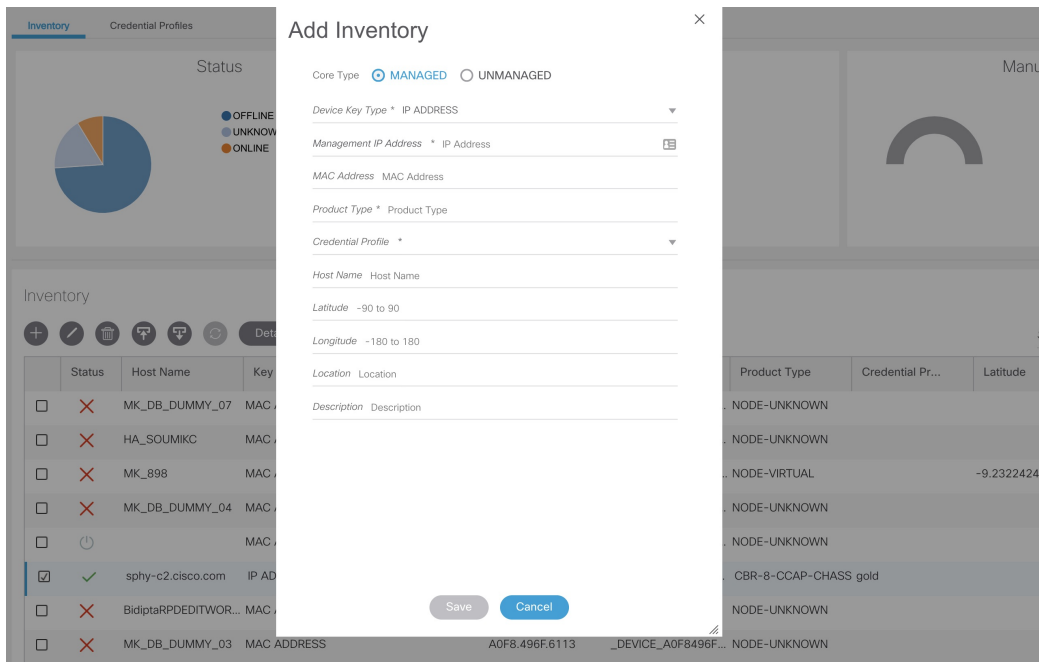 Inventory
Credential Profiles
Status
OFFLINE
UNKNOW
ONLINE
Manu
Add Inventory
Core Type MANAGED UNMANAGED
Device Key Type * IP ADDRESS
Management IP Address * IP Address
MAC Address MAC Address
Product Type * Product Type
Credential Profile *
Host Name Host Name
Latitude -90 to 90
Longitude -180 to 180
Location Location
Description Description
Save Cancel
Inventory
Deta
Status Host Name Key Product Type Credential Pr... Latitude
MK_DB_DUMMY_07 MAC . NODE-UNKNOWN
HA_SOUMIKC MAC . NODE-UNKNOWN
MK_898 MAC .. NODE-VIRTUAL -9.2322424
MK_DB_DUMMY_04 MAC . NODE-UNKNOWN
MAC . NODE-UNKNOWN
sphy-c2.cisco.com IP AD . CBR-8-CCAP-CHASS gold
BidiptaRPDEDITWOR... MAC NODE-UNKNOWN
MK_DB_DUMMY_03 MAC ADDRESS A0F8.496F.6113 _DEVICE_A0F8496F... NODE-UNKNOWN